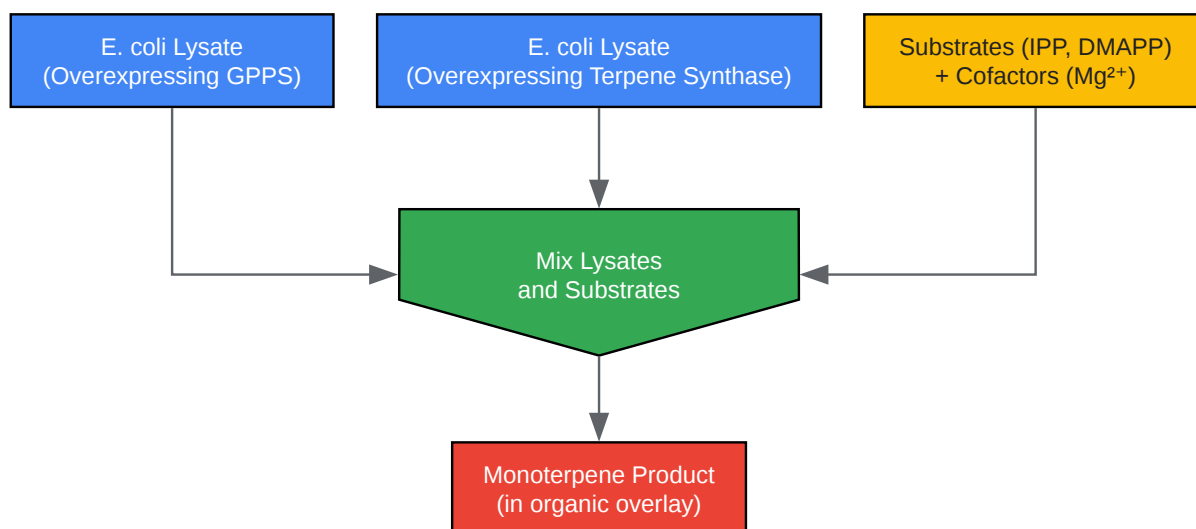 E. coli Lysate
(Overexpressing GPPS)
E. coli Lysate
(Overexpressing Terpene Synthase)
Substrates (IPP, DMAPP)
+ Cofactors (Mg²⁺)
Mix Lysates
and Substrates
Monoterpene Product
(in organic overlay)